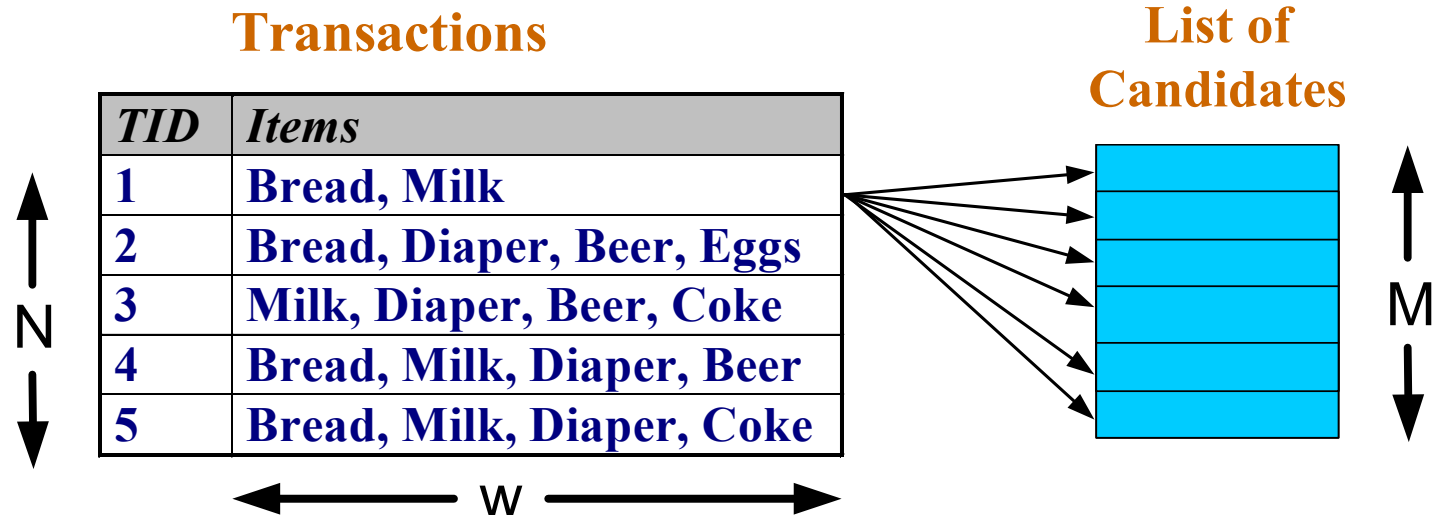 Transactions
List of
Candidates
TID Items
1 Bread, Milk
2 Bread, Diaper, Beer, Eggs
3 Milk, Diaper, Beer, Coke
4 Bread, Milk, Diaper, Beer
5 Bread, Milk, Diaper, Coke
N
M
w